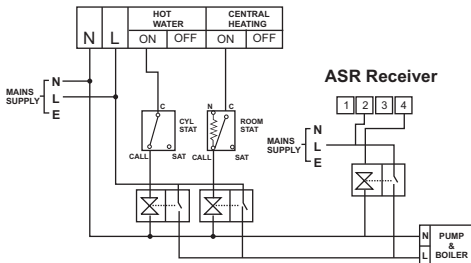 HOT WATER
CENTRAL HEATING
N L ON OFF ON OFF
MAINS SUPPLY
N
L
E
C
CYL STAT
CALL SAT
N C
ROOM STAT
CALL SAT
ASR Receiver
1 2 3 4
MAINS SUPPLY
N
L
E
N
L
PUMP & BOILER